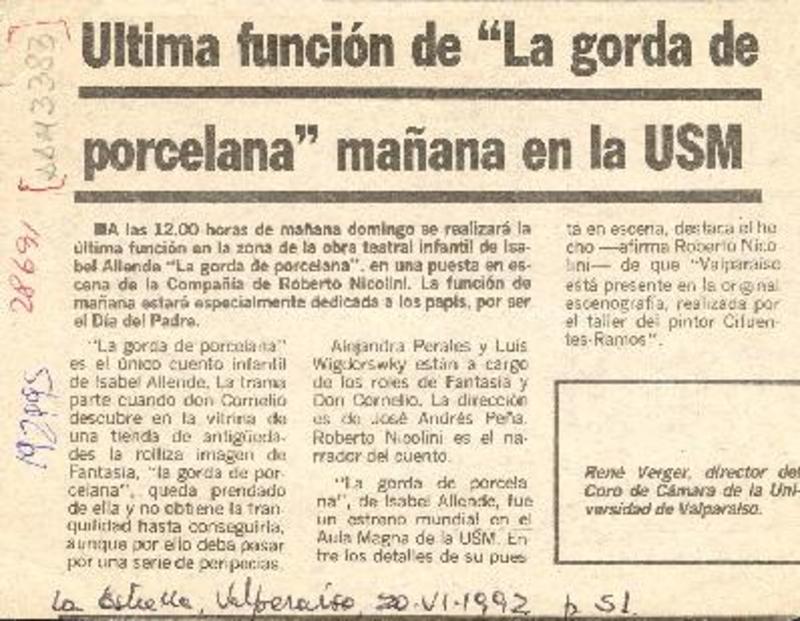 Ultima función de “La gorda de
porcelana” mañana en la USM
■A las 12.00 horas de mañana domingo se realizará la
última función en la zona de la obra teatral infantil de Isa-
bel Allende “La gorda de porcelana”, en una puesta en es-
cena de la Compañía de Roberto Nicolini. La función de
mañana estará especialmente dedicada a los papis, por ser
el Día del Padre.
“La gorda de porcelana”
es el único cuento infantil
de Isabel Allende. La trama
parte cuando don Cornelio
descubre en la vitrina de
una tienda de antigüeda-
des la rolliza imagen de
Fantasía, “la gorda de por-
celana”, queda prendado
de ella y no obtiene la tran-
quilidad hasta conseguirla,
aunque por ello deba pasar
por una serie de peripecias.
Alejandra Perales y Luis
Wigdorswky están a cargo
de los roles de Fantasía y
Don Cornelio. La dirección
es de José Andrés Peña.
Roberto Nicolini es el na-
rrador del cuento.
“La gorda de porcela
na”, de Isabel Allende, fue
un estreno mundial en el
Aula Magna de la USM. En
tre los detalles de su pues
ta en escena, destaca el he
cho —afirma Roberto Nico
lini— de que “Valparaíso
está presente en la original
escenografía, realizada por
el taller del pintor Cifuen-
tes-Ramos”.
René Verger, director del
Coro de Cámara de la Uni-
versidad de Valparaíso.
28691
192995
La Estrella, Valparaíso, 20-VI-1992 p 51